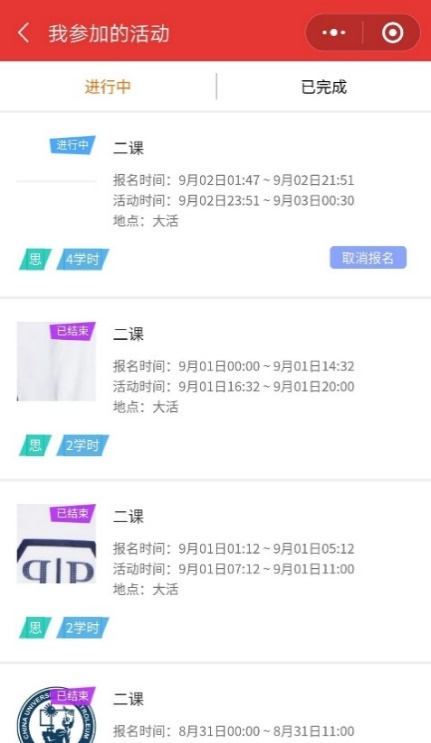 我参加的活动
进行中
已完成
进行中
二课
报名时间：9月02日01:47 ~ 9月02日21:51
活动时间：9月02日23:51 ~ 9月03日00:30
地点：大活
思
4学时
取消报名
已结束
二课
报名时间：9月01日00:00 ~ 9月01日14:32
活动时间：9月01日16:32 ~ 9月01日20:00
地点：大活
思
2学时
已结束
二课
报名时间：9月01日01:12 ~ 9月01日05:12
活动时间：9月01日07:12 ~ 9月01日11:00
地点：大活
思
2学时
已结束
二课
报名时间：8月31日00:00 ~ 8月31日11:00